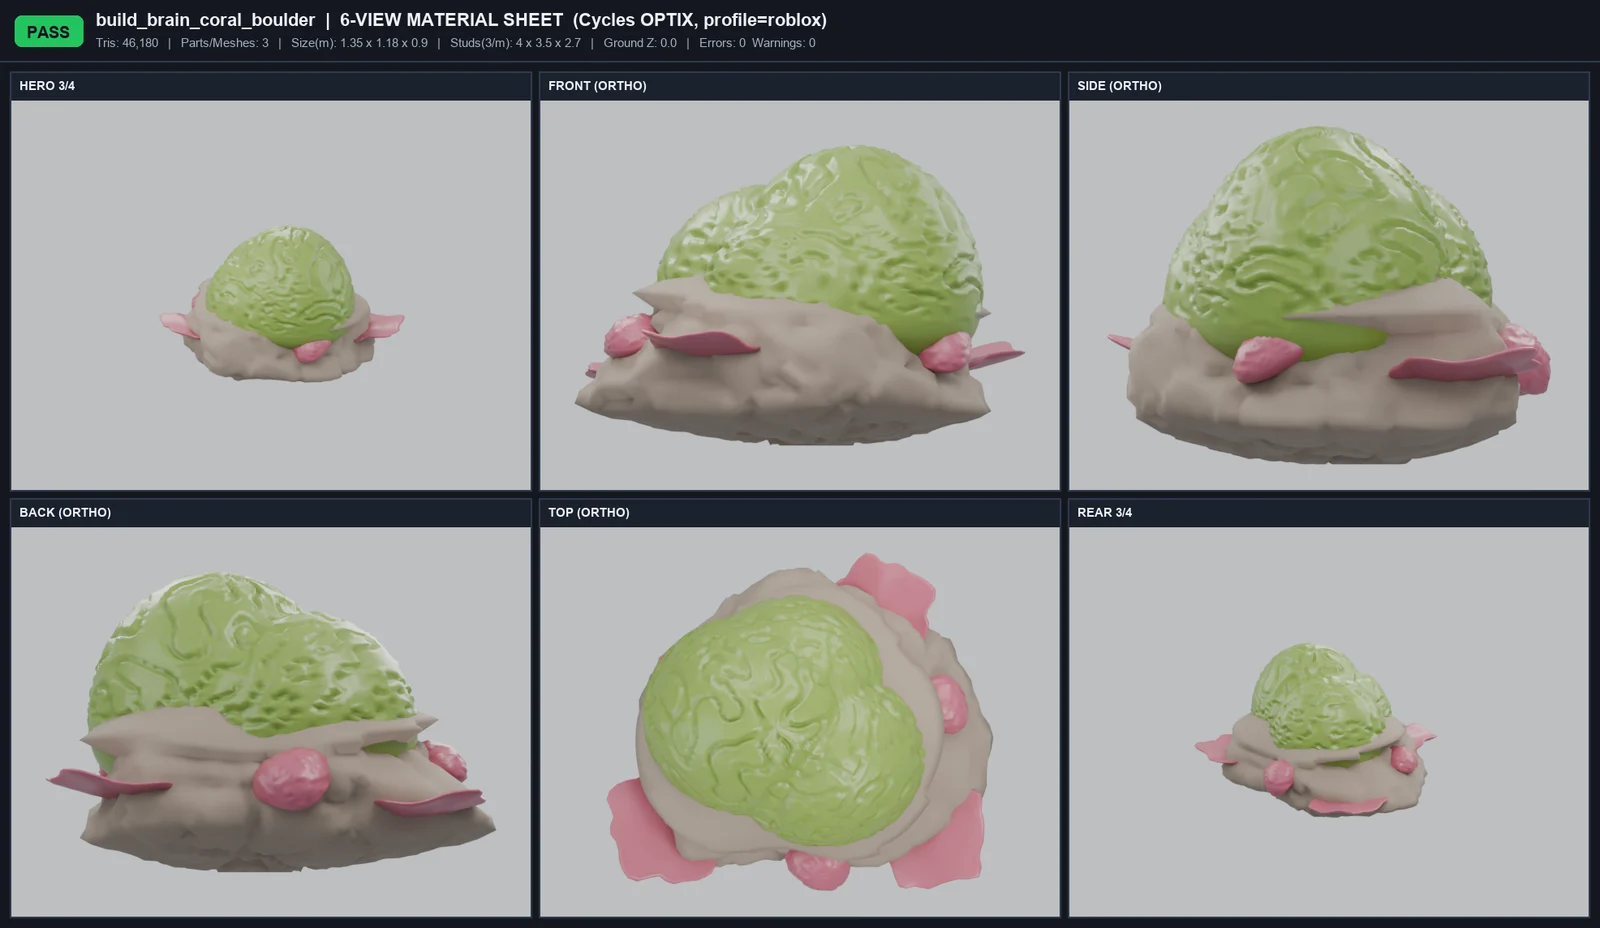 PASS
build_brain_coral_boulder | 6-VIEW MATERIAL SHEET (Cycles OPTIX, profile=roblox)
Tris: 46,180 | Parts/Meshes: 3 | Size(m): 1.35 x 1.18 x 0.9 | Studs(3/m): 4 x 3.5 x 2.7 | Ground Z: 0.0 | Errors: 0 Warnings: 0
HERO 3/4
FRONT (ORTHO)
SIDE (ORTHO)
BACK (ORTHO)
TOP (ORTHO)
REAR 3/4